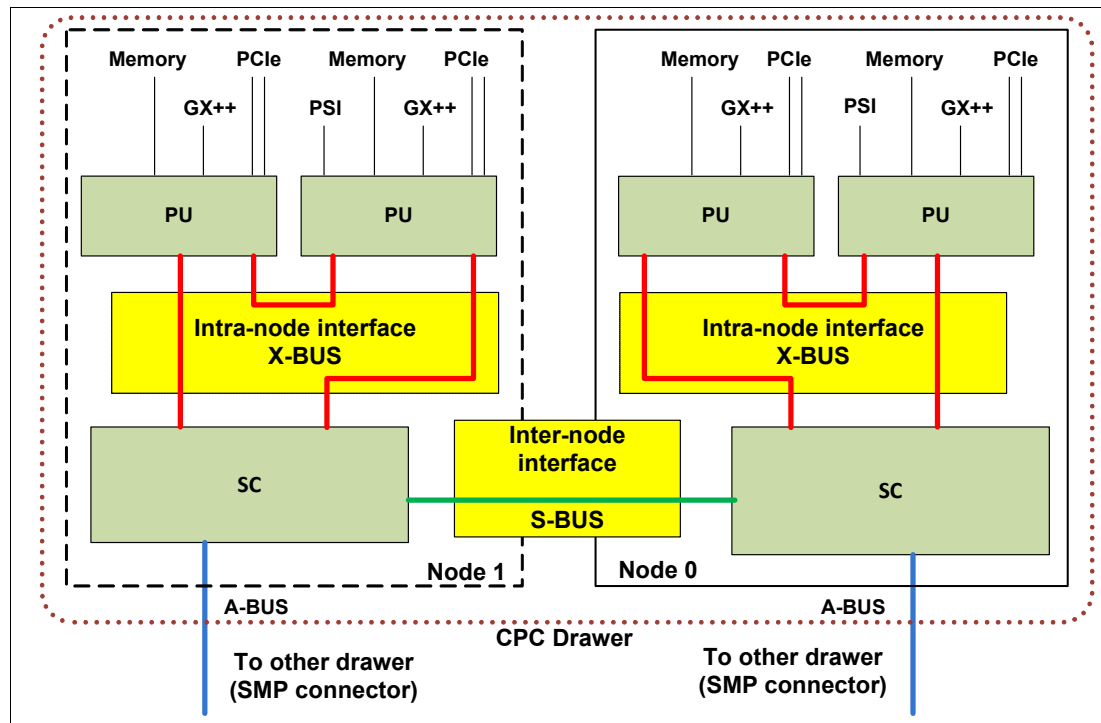 Memory PCIe Memory PCIe
GX++ PSI GX++
PU PU
Intra-node interface
X-BUS
SC
Node 1
A-BUS
To other drawer
(SMP connector)
Inter-node
interface
S-BUS
Memory PCIe Memory PCIe
GX++ PSI GX++
PU PU
Intra-node interface
X-BUS
SC
Node 0
A-BUS
CPC Drawer
To other drawer
(SMP connector)